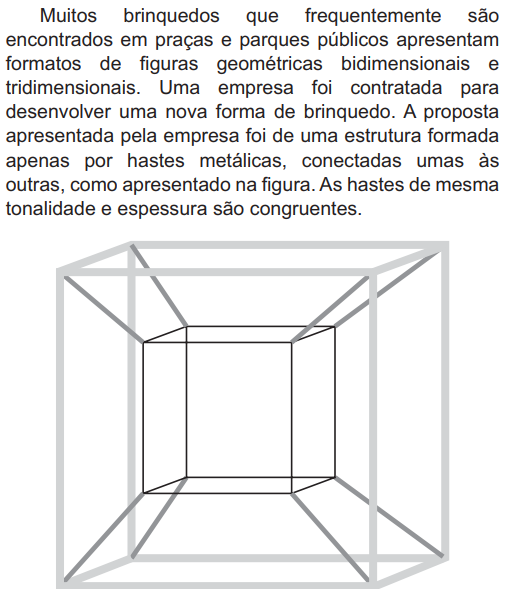 Muitos brinquedos que frequentemente são
encontrados em praças e parques públicos apresentam
formatos de figuras geométricas bidimensionais e
tridimensionais. Uma empresa foi contratada para
desenvolver uma nova forma de brinquedo. A proposta
apresentada pela empresa foi de uma estrutura formada
apenas por hastes metálicas, conectadas umas às
outras, como apresentado na figura. As hastes de mesma
tonalidade e espessura são congruentes.